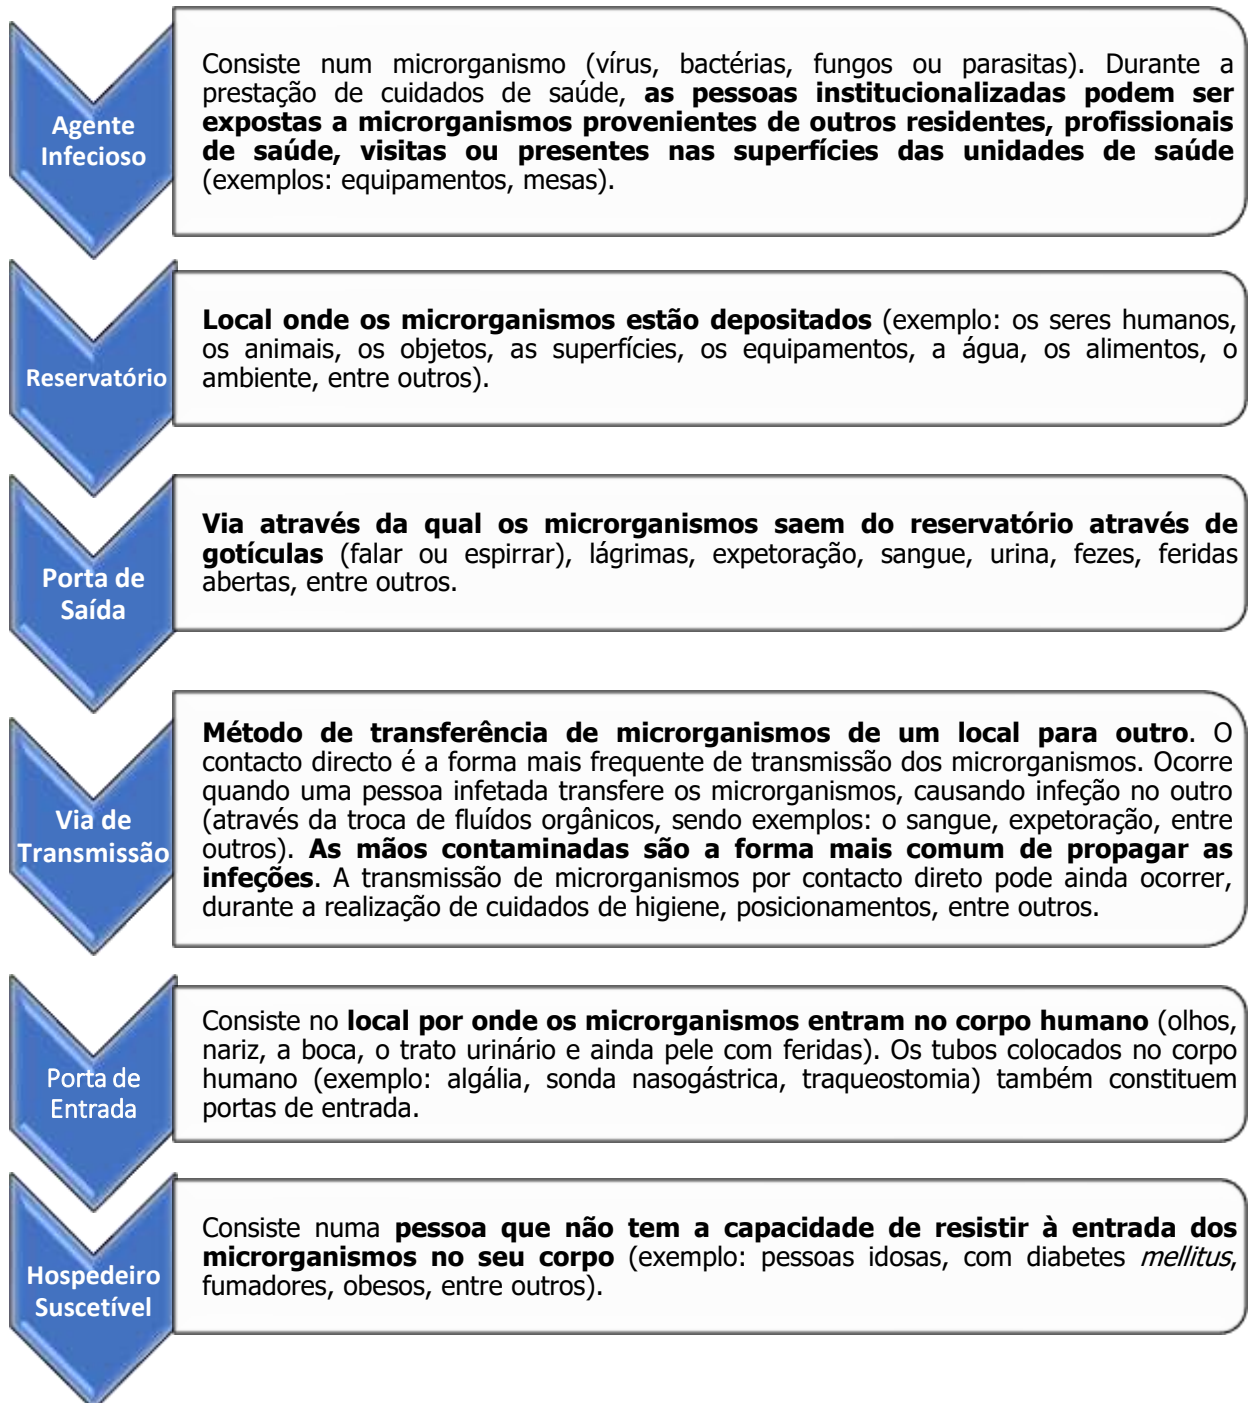 Agente
Infecioso
Consiste num microrganismo (vírus, bactérias, fungos ou parasitas). Durante a
prestação de cuidados de saúde, as pessoas institucionalizadas podem ser
expostas a microrganismos provenientes de outros residentes, profissionais
de saúde, visitas ou presentes nas superfícies das unidades de saúde
(exemplos: equipamentos, mesas).
Reservatório
Local onde os microrganismos estão depositados (exemplo: os seres humanos,
os animais, os objetos, as superfícies, os equipamentos, a água, os alimentos, o
ambiente, entre outros).
Porta de
Saída
Via através da qual os microrganismos saem do reservatório através de
gotículas (falar ou espirrar), lágrimas, expetoração, sangue, urina, fezes, feridas
abertas, entre outros.
Via de
Transmissão
Método de transferência de microrganismos de um local para outro. O
contacto directo é a forma mais frequente de transmissão dos microrganismos. Ocorre
quando uma pessoa infetada transfere os microrganismos, causando infeção no outro
(através da troca de fluídos orgânicos, sendo exemplos: o sangue, expetoração, entre
outros). As mãos contaminadas são a forma mais comum de propagar as
infeções. A transmissão de microrganismos por contacto direto pode ainda ocorrer,
durante a realização de cuidados de higiene, posicionamentos, entre outros.
Porta de
Entrada
Consiste no local por onde os microrganismos entram no corpo humano (olhos,
nariz, a boca, o trato urinário e ainda pele com feridas). Os tubos colocados no corpo
humano (exemplo: algália, sonda nasogástrica, traqueostomia) também constituem
portas de entrada.
Hospedeiro
Suscetível
Consiste numa pessoa que não tem a capacidade de resistir à entrada dos
microrganismos no seu corpo (exemplo: pessoas idosas, com diabetes mellitus,
fumadores, obesos, entre outros).